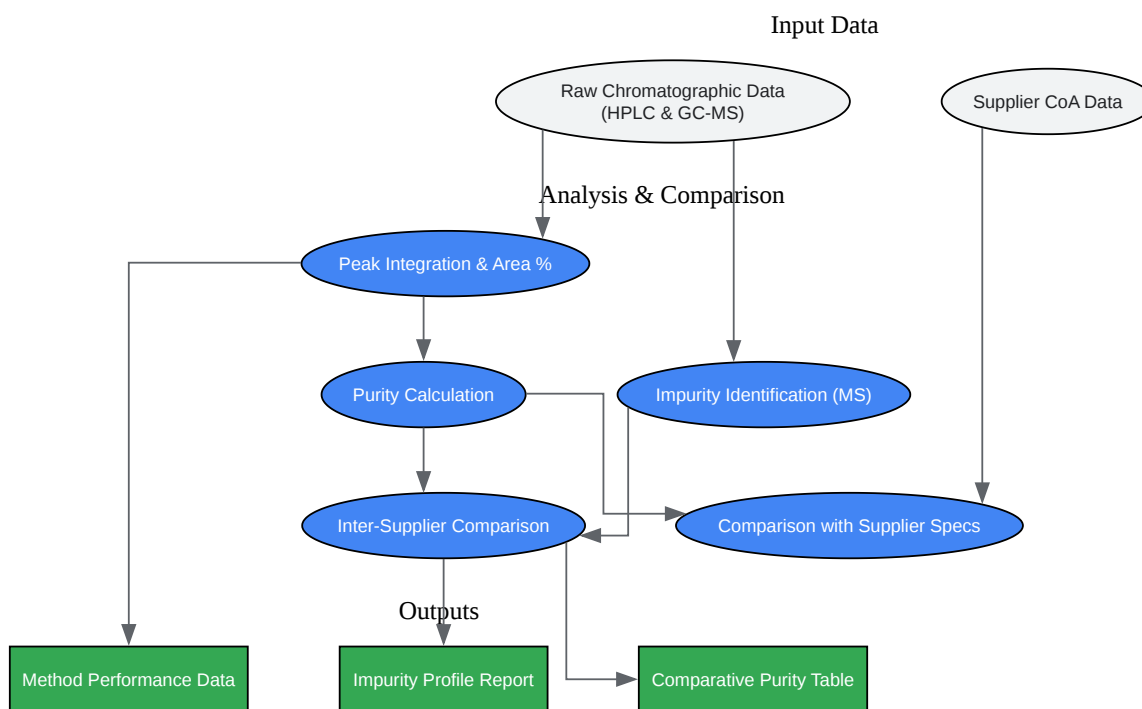 Input Data
Raw Chromatographic Data
(HPLC & GC-MS)
Supplier CoA Data
Analysis & Comparison
Peak Integration & Area %
Purity Calculation
Impurity Identification (MS)
Inter-Supplier Comparison
Comparison with Supplier Specs
Outputs
Method Performance Data
Impurity Profile Report
Comparative Purity Table